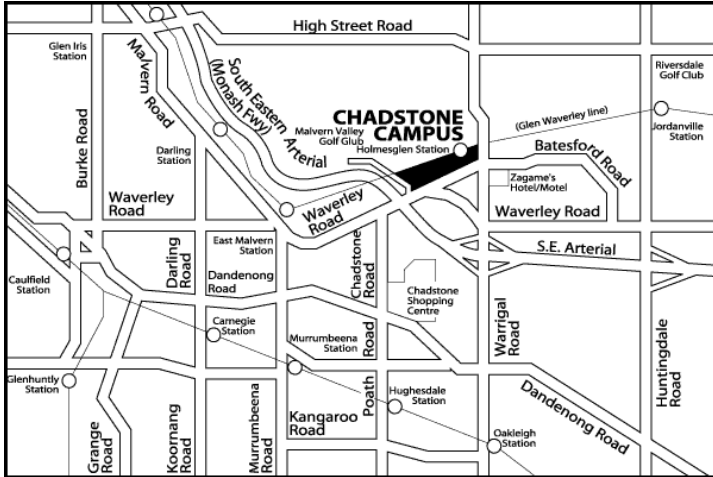 High Street Road
Glen Iris
Station
Malvern Road
South Eastern
Arterial
(Monash Fwy)
Riversdale
Golf Club
Burke Road
CHADSTONE
CAMPUS
Malvern Valley
Golf Glub
Holmesglen Station
(Glen Waverley line)
Jordanville
Station
Darling
Station
Batesford Road
Zagame's
Hotel/Motel
Waverley
Road
Waverley
Road
Waverley Road
East Malvern
Station
Darling
Road
Chadstone
Road
S.E. Arterial
Caulfield
Station
Dandenong
Road
Chadstone
Shopping
Centre
Carnegie
Station
Murrumbeena
Station
Warrigal
Road
Huntingdale
Road
Glenhuntly
Station
Poath
Road
Hughesdale
Station
Dandenong Road
Kangaroo
Road
Oakleigh
Station
Grange
Road
Koornang
Road
Murrumbeena
Road